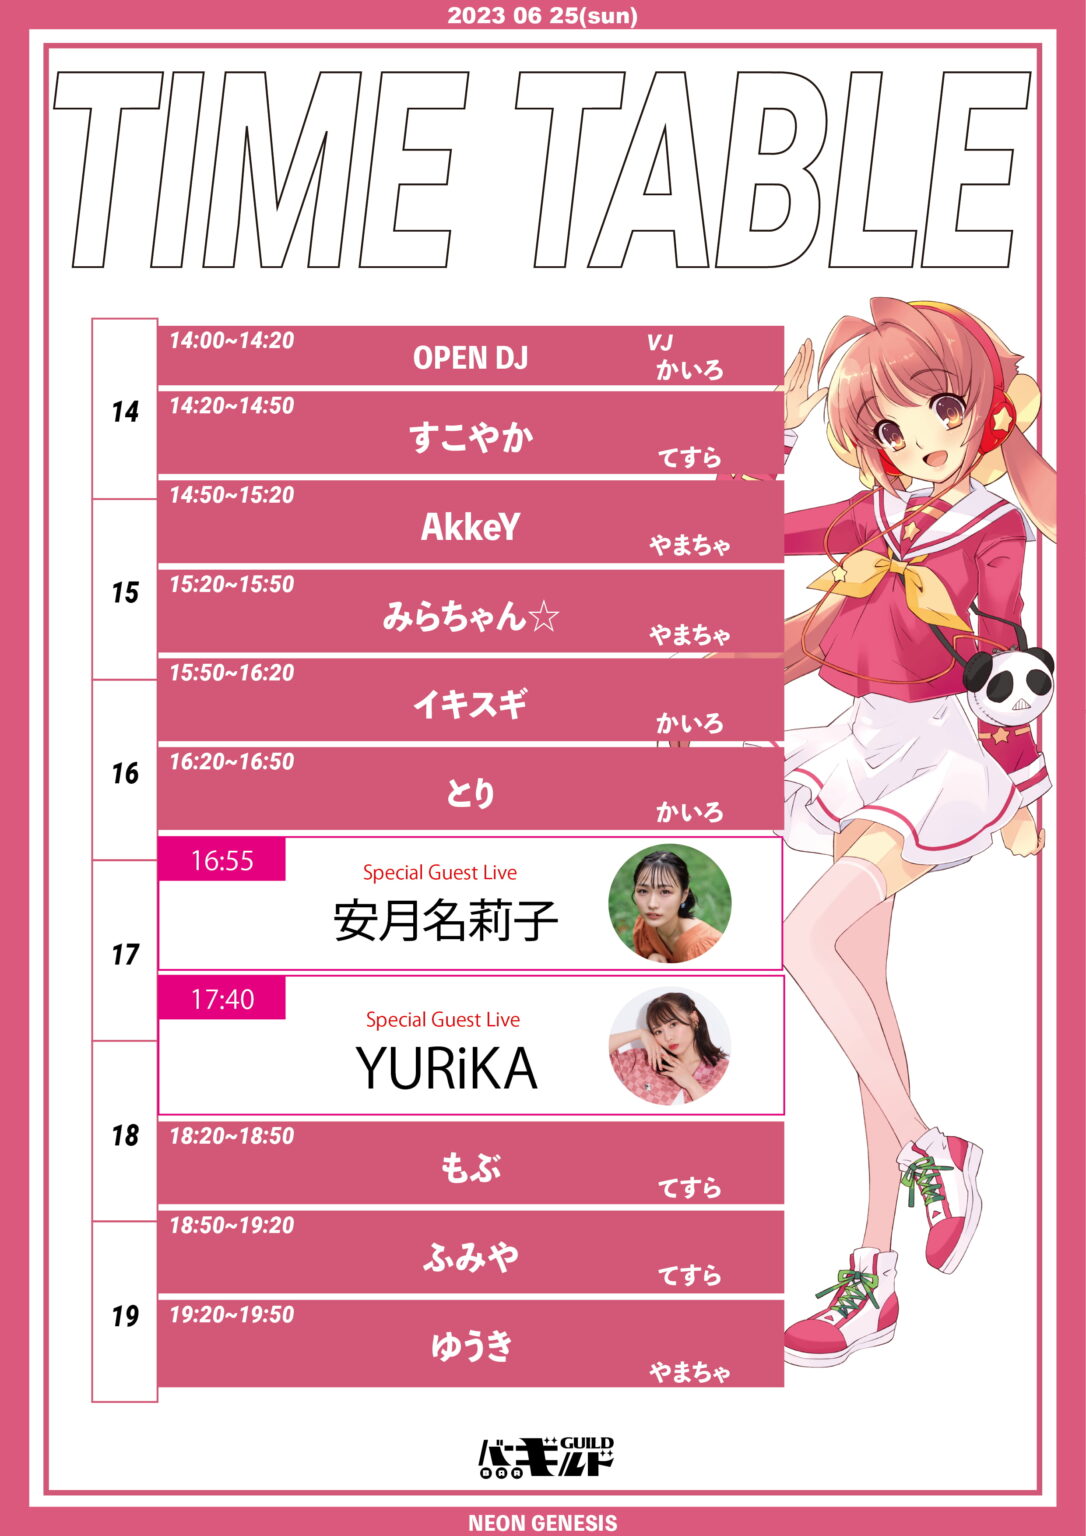 2023 06 25(sun)
TIME TABLE
14
14:00~14:20
OPEN DJ
VJ
かいろ
14:20~14:50
すこやか
てすら
15
14:50~15:20
AkkeY
やまちゃ
15:20~15:50
みらちゃん☆
やまちゃ
15:50~16:20
イキスギ
かいろ
16
16:20~16:50
とり
かいろ
17
16:55
Special Guest Live
安月名莉子
17:40
Special Guest Live
YURiKA
18
18:20~18:50
もぶ
てすら
18:50~19:20
ふみや
てすら
19
19:20~19:50
ゆうき
やまちゃ
バーギルド
GUILD
BAR
NEON GENESIS